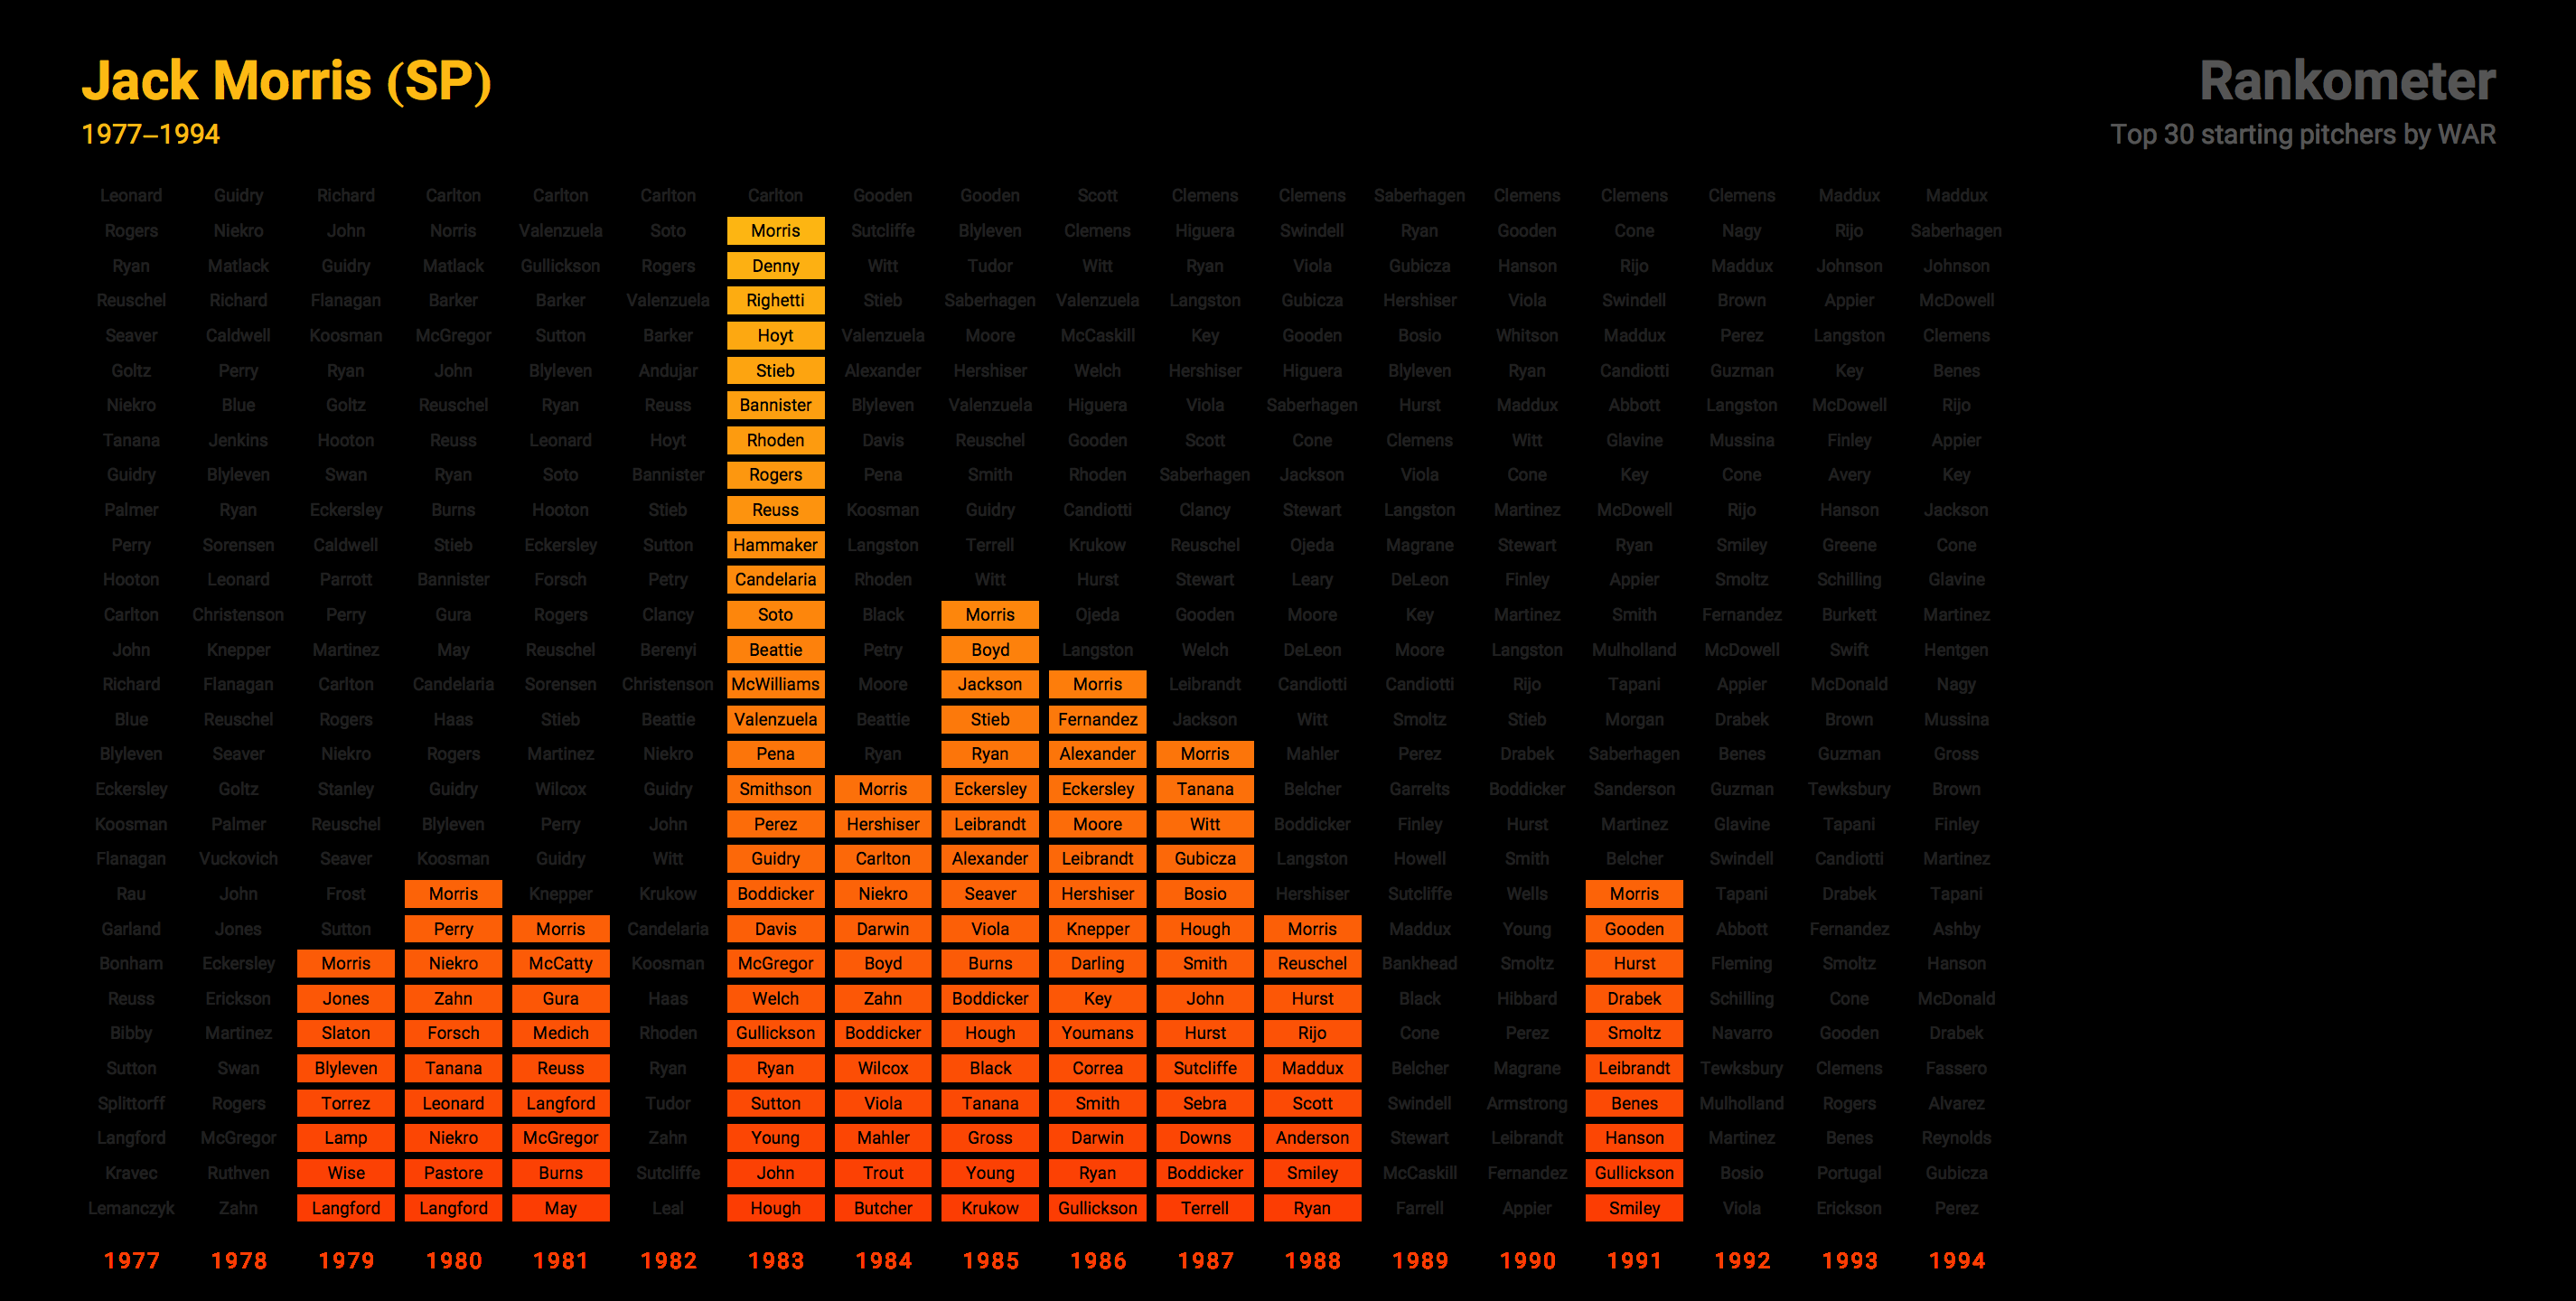 Jack Morris (SP)
Rankometer
1977–1994
Top 30 starting pitchers by WAR
Leonard Guidry Richard Carlton Carlton Carlton Carlton Gooden Gooden Scott Clemens Clemens Saberhagen Clemens Clemens Clemens Maddux Maddux
Rogers Niekro John Norris Valenzuela Soto Morris Sutcliffe Blyleven Clemens Higuera Swindell Ryan Gooden Cone Nagy Rijo Saberhagen
Ryan Matlack Guidry Matlack Gullickson Rogers Denny Witt Tudor Witt Ryan Viola Gubicza Hanson Rijo Maddux Johnson Johnson
Reuschel Richard Flanagan Barker Barker Valenzuela Righetti Stieb Saberhagen Valenzuela Langston Gubicza Hershiser Viola Swindell Brown Appier McDowell
Seaver Caldwell Koosman McGregor Sutton Barker Hoyt Valenzuela Moore McCaskill Key Gooden Bosio Whitson Maddux Perez Langston Clemens
Goltz Perry Ryan John Blyleven Andujar Stieb Alexander Hershiser Welch Hershiser Higuera Blyleven Ryan Candiotti Guzman Key Benes
Niekro Blue Goltz Reuschel Ryan Reuss Bannister Blyleven Valenzuela Higuera Viola Saberhagen Hurst Maddux Abbott Langston McDowell Rijo
Tanana Jenkins Hooton Reuss Leonard Hoyt Rhoden Davis Reuschel Gooden Scott Cone Clemens Witt Glavine Mussina Finley Appier
Guidry Blyleven Swan Ryan Soto Bannister Rogers Pena Smith Rhoden Saberhagen Jackson Viola Cone Key Cone Avery Key
Palmer Ryan Eckersley Burns Hooton Stieb Reuss Koosman Guidry Candiotti Clancy Stewart Langston Martinez McDowell Rijo Hanson Jackson
Perry Sorensen Caldwell Stieb Eckersley Sutton Hammaker Langston Terrell Krukow Reuschel Ojeda Magrane Stewart Ryan Smiley Greene Cone
Hooton Leonard Parrott Bannister Forsch Petry Candelaria Rhoden Witt Hurst Stewart Leary DeLeon Finley Appier Smoltz Schilling Glavine
Carlton Christenson Perry Gura Rogers Clancy Soto Black Morris Ojeda Gooden Moore Key Martinez Smith Fernandez Burkett Martinez
John Knepper Martinez May Reuschel Berenyi Beattie Petry Boyd Langston Welch DeLeon Moore Langston Mulholland McDowell Swift Hentgen
Richard Flanagan Carlton Candelaria Sorensen Christenson McWilliams Moore Jackson Morris Leibrandt Candiotti Candiotti Rijo Tapani Appier McDonald Nagy
Blue Reuschel Rogers Haas Stieb Beattie Valenzuela Beattie Stieb Fernandez Jackson Witt Smoltz Stieb Morgan Drabek Brown Mussina
Blyleven Seaver Niekro Rogers Martinez Niekro Pena Ryan Ryan Alexander Morris Mahler Perez Drabek Saberhagen Benes Guzman Gross
Eckersley Goltz Stanley Guidry Wilcox Guidry Smithson Morris Eckersley Eckersley Tanana Belcher Garrelts Boddicker Sanderson Guzman Tewksbury Brown
Koosman Palmer Reuschel Blyleven Perry John Perez Hershiser Leibrandt Moore Witt Boddicker Finley Hurst Martinez Glavine Tapani Finley
Flanagan Vuckovich Seaver Koosman Guidry Witt Guidry Carlton Alexander Leibrandt Gubicza Langston Howell Smith Belcher Swindell Candiotti Martinez
Rau John Frost Morris Knepper Krukow Boddicker Niekro Seaver Hershiser Bosio Hershiser Sutcliffe Wells Morris Tapani Drabek Tapani
Garland Jones Sutton Perry Morris Candelaria Davis Darwin Viola Knepper Hough Morris Maddux Young Gooden Abbott Fernandez Ashby
Bonham Eckersley Morris Niekro McCatty Koosman McGregor Boyd Burns Darling Smith Reuschel Bankhead Smoltz Hurst Fleming Smoltz Hanson
Reuss Erickson Jones Zahn Gura Haas Welch Zahn Boddicker Key John Hurst Black Hibbard Drabek Schilling Cone McDonald
Bibby Martinez Slaton Forsch Medich Rhoden Gullickson Boddicker Hough Youmans Hurst Rijo Cone Perez Smoltz Navarro Gooden Drabek
Sutton Swan Blyleven Tanana Reuss Ryan Ryan Wilcox Black Correa Sutcliffe Maddux Belcher Magrane Leibrandt Tewksbury Clemens Fassero
Splittorff Rogers Torrez Leonard Langford Tudor Sutton Viola Tanana Smith Sebra Scott Swindell Armstrong Benes Mulholland Rogers Alvarez
Langford McGregor Lamp Niekro McGregor Zahn Young Mahler Gross Darwin Downs Anderson Stewart Leibrandt Hanson Martinez Benes Reynolds
Kravec Ruthven Wise Pastore Burns Sutcliffe John Trout Young Ryan Boddicker Smiley McCaskill Fernandez Gullickson Bosio Portugal Gubicza
Lemanczyk Zahn Langford Langford May Leal Hough Butcher Krukow Gullickson Terrell Ryan Farrell Appier Smiley Viola Erickson Perez
1977 1978 1979 1980 1981 1982 1983 1984 1985 1986 1987 1988 1989 1990 1991 1992 1993 1994